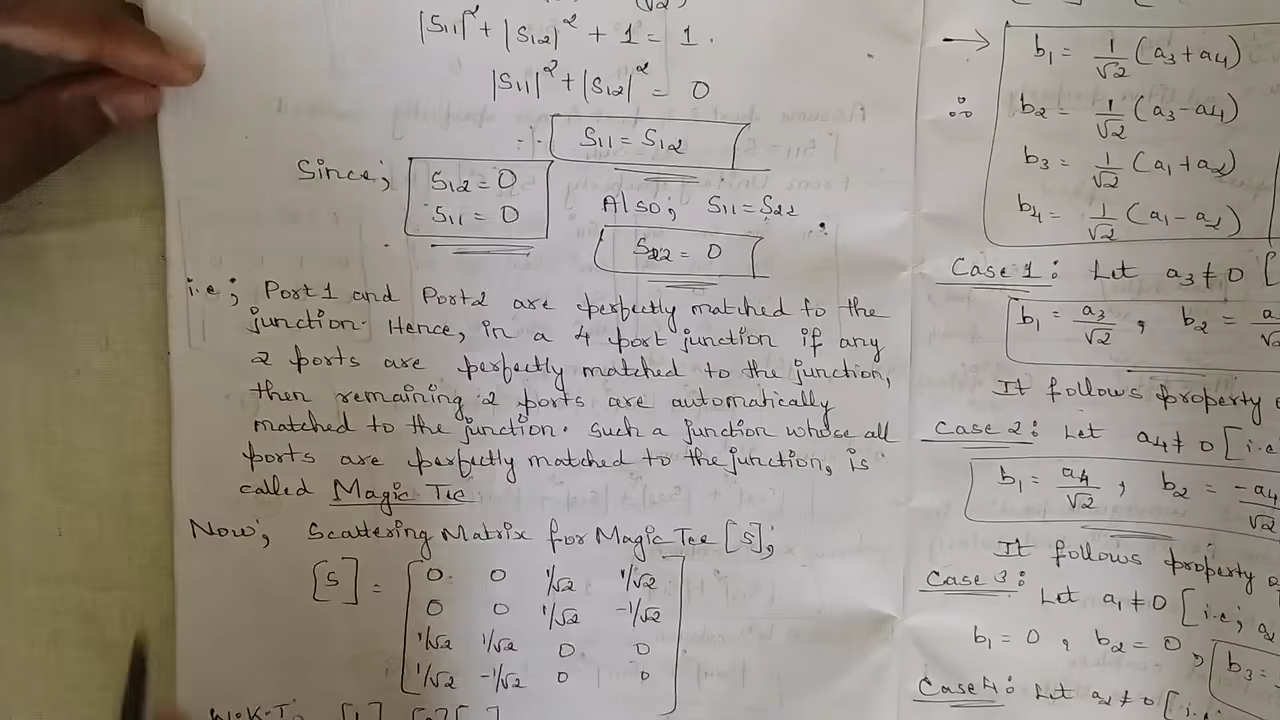 (√2)
|S11|² + |S12|² + 1 = 1.
|S11|² + |S12|² = 0
∴ S11 = S12
Since; S12 = 0
S11 = 0
Also; S11 = S22
S22 = 0
i.e; Port1 and Port2 are perfectly matched to the
junction. Hence, in a 4 port junction if any
2 ports are perfectly matched to the junction,
then remaining 2 ports are automatically
matched to the junction. Such a junction whose all
ports are perfectly matched to the junction, is
called Magic Tee.
Now; Scattering Matrix for Magic Tee [S];
[S] = [ 0 0 1/√2 1/√2
0 0 1/√2 -1/√2
1/√2 1/√2 0 0
1/√2 -1/√2 0 0 ]
W.K.T;
→ b1 = 1/√2 (a3 + a4)
∴ b2 = 1/√2 (a3 - a4)
b3 = 1/√2 (a1 + a2)
b4 = 1/√2 (a1 - a2)
Case 1: Let a3 ≠ 0 [
b1 = a3/√2, b2 = a
It follows property
Case 2: Let a4 ≠ 0 [i.e
b1 = a4/√2, b2 = -a4/√2
It follows property
Case 3:
Let a1 ≠ 0 [i.e; a2
b1 = 0, b2 = 0, b3 =
Case 4: Let a2 ≠ 0 [i.